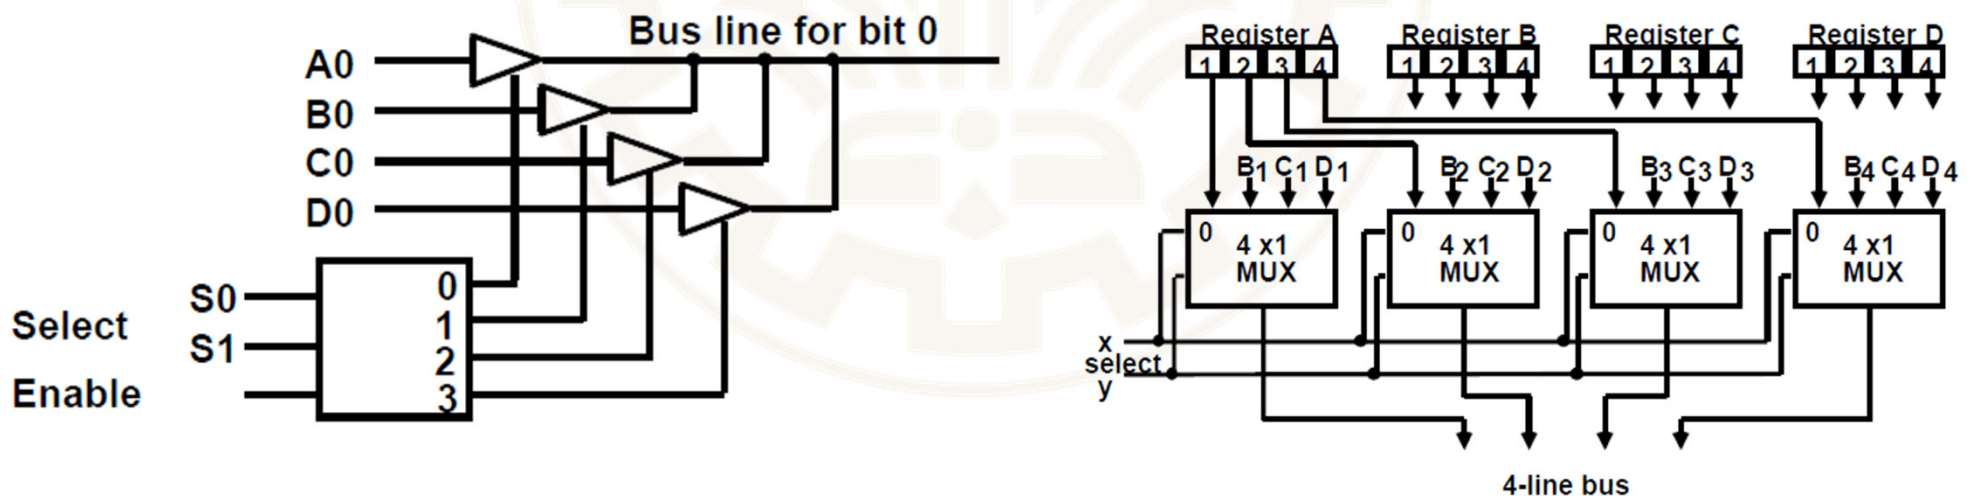 Bus line for bit 0
A0
B0
C0
D0
S0
Select
S1
Enable
0
1
2
3
Register A
Register B
Register C
Register D
1 2 3 4
1 2 3 4
1 2 3 4
1 2 3 4
B1 C1 D1
B2 C2 D2
B3 C3 D3
B4 C4 D4
0
4 x1
MUX
0
4 x1
MUX
0
4 x1
MUX
0
4 x1
MUX
x
select
y
4-line bus